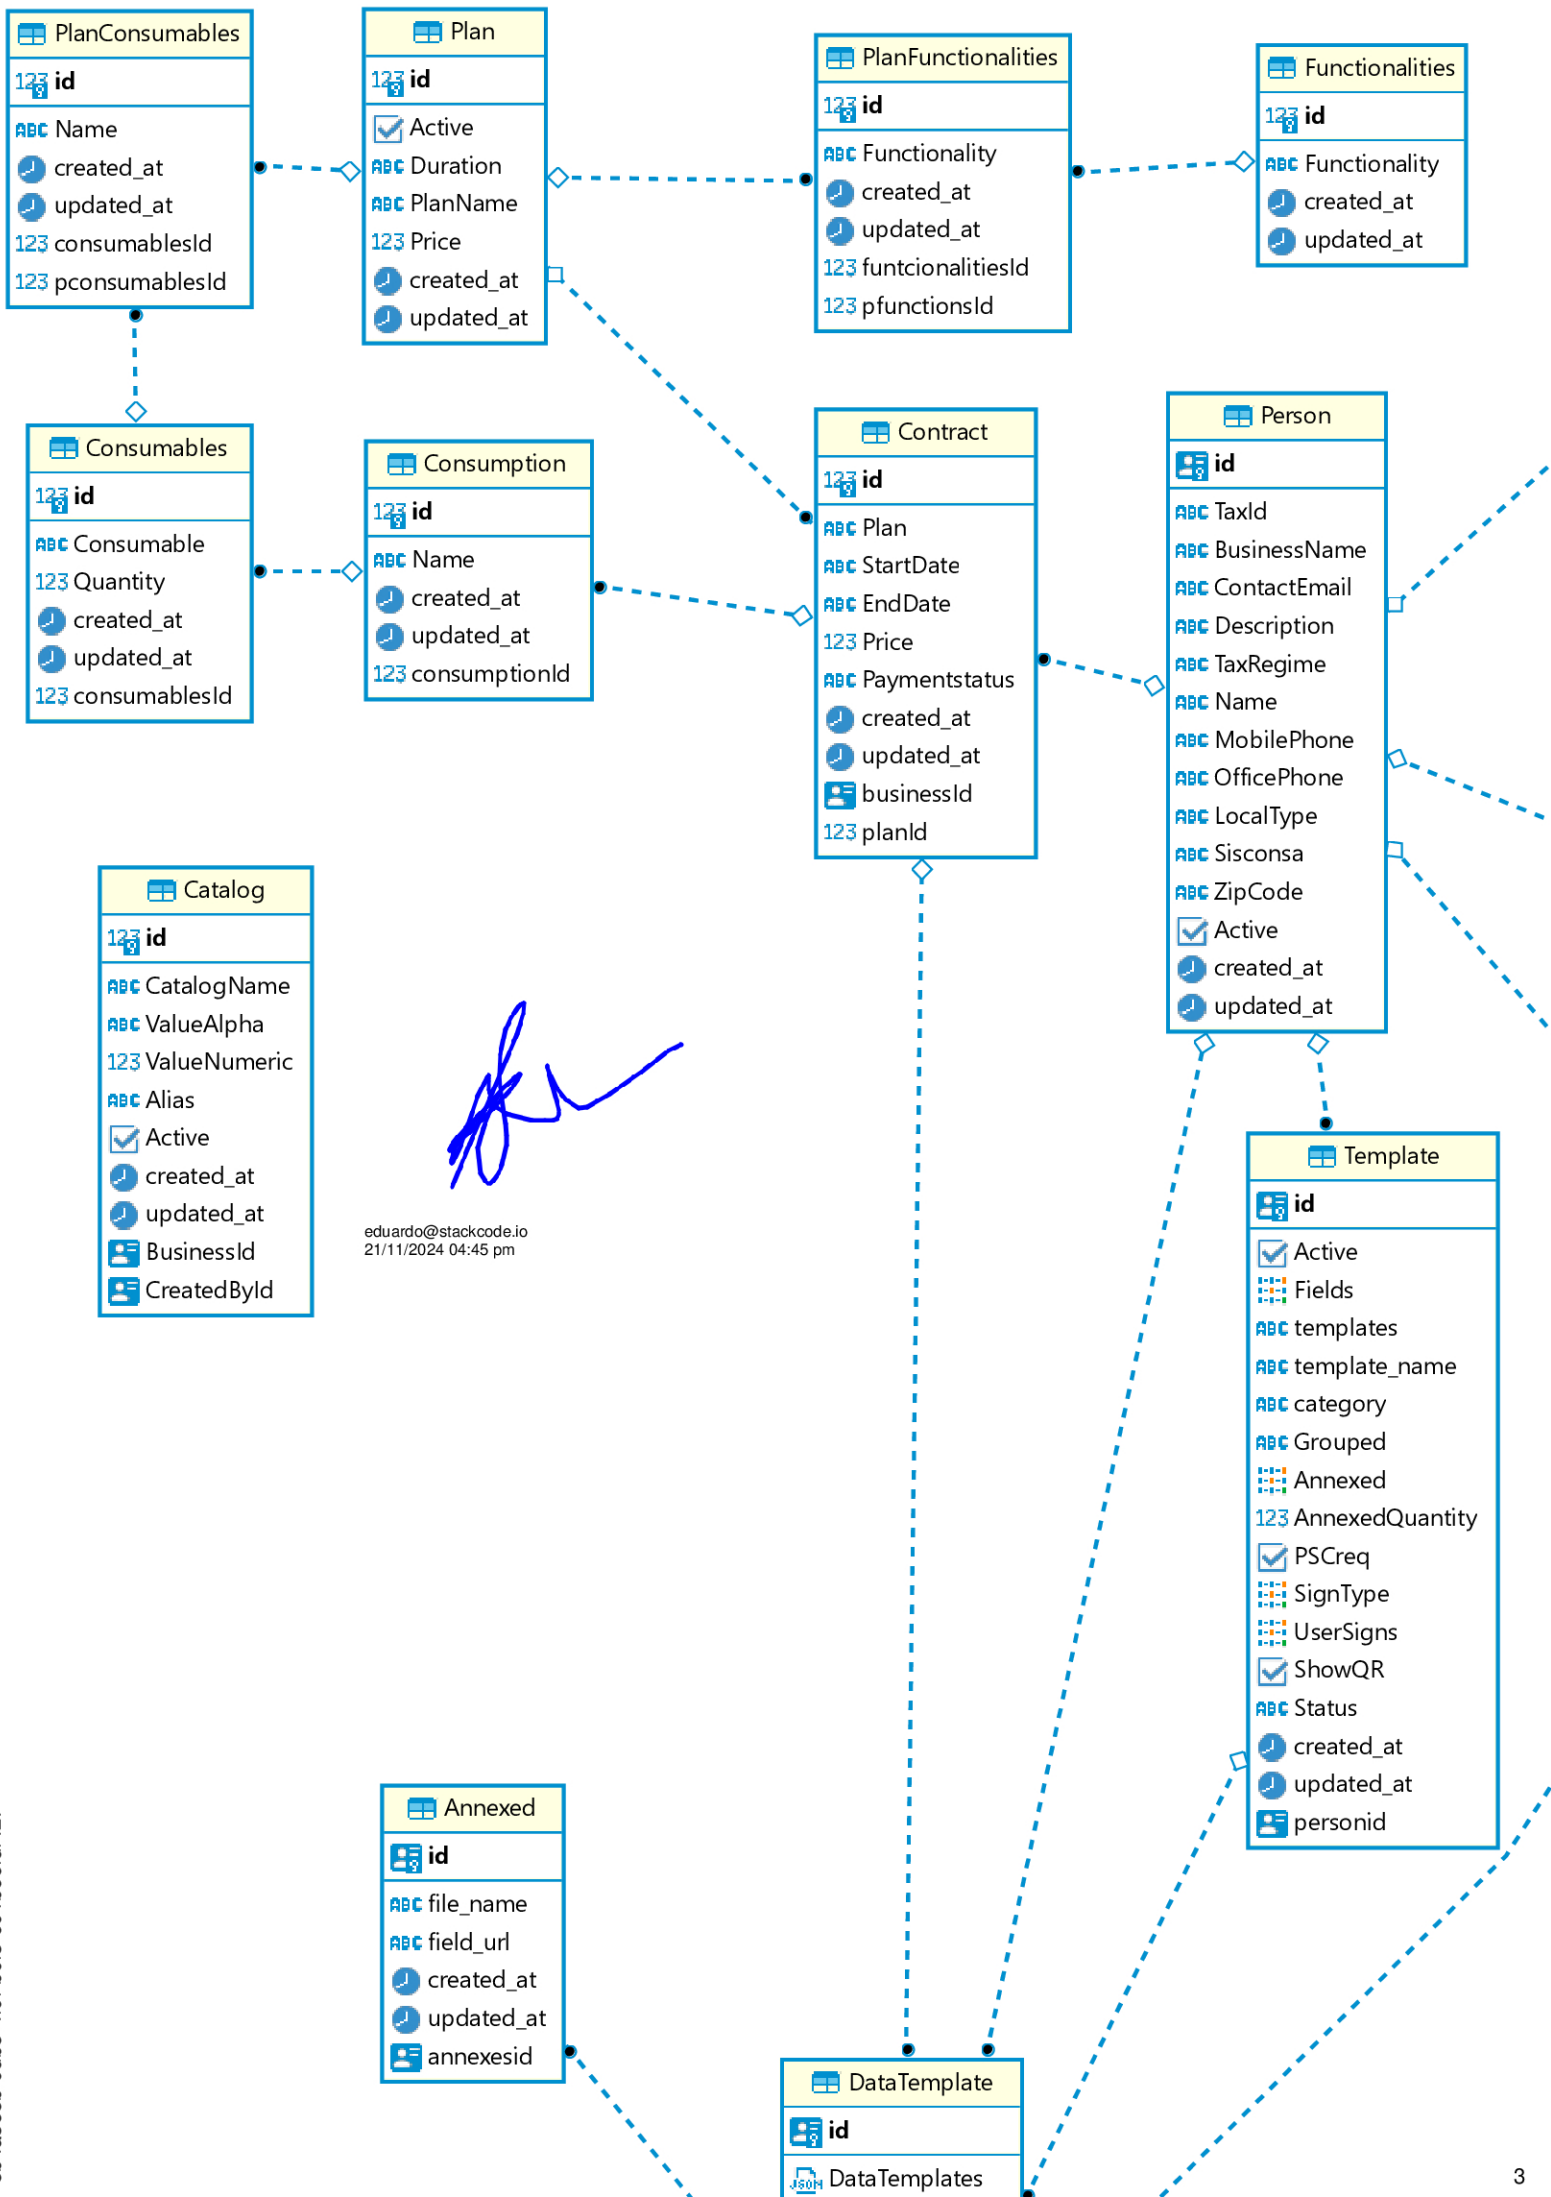 PlanConsumables
id
Name
created_at
updated_at
consumablesId
pconsumablesId
Plan
id
Active
Duration
PlanName
Price
created_at
updated_at
PlanFunctionalities
id
Functionality
created_at
updated_at
funtcionalitiesId
pfunctionsId
Functionalities
id
Functionality
created_at
updated_at
Consumables
id
Consumable
Quantity
created_at
updated_at
consumablesId
Consumption
id
Name
created_at
updated_at
consumptionId
Contract
id
Plan
StartDate
EndDate
Price
Paymentstatus
created_at
updated_at
businessId
planId
Person
id
TaxId
BusinessName
ContactEmail
Description
TaxRegime
Name
MobilePhone
OfficePhone
LocalType
Sisconsa
ZipCode
Active
created_at
updated_at
Catalog
id
CatalogName
ValueAlpha
ValueNumeric
Alias
Active
created_at
updated_at
BusinessId
CreatedById
eduardo@stackcode.io
21/11/2024 04:45 pm
Template
id
Active
Fields
templates
template_name
category
Grouped
Annexed
AnnexedQuantity
PSCreq
SignType
UserSigns
ShowQR
Status
created_at
updated_at
personid
Annexed
id
file_name
field_url
created_at
updated_at
annexesid
DataTemplate
id
DataTemplates
3